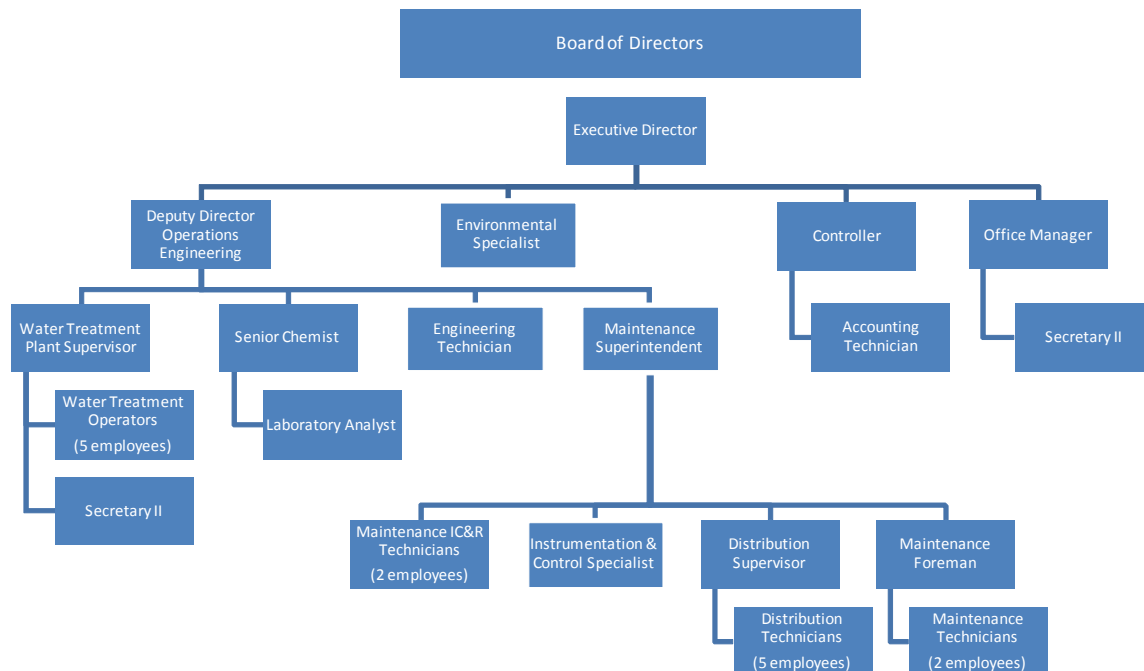 Board of Directors
Executive Director
Deputy Director
Operations
Engineering
Environmental
Specialist
Controller
Office Manager
Water Treatment
Plant Supervisor
Senior Chemist
Engineering
Technician
Maintenance
Superintendent
Accounting
Technician
Secretary II
Water Treatment
Operators
(5 employees)
Laboratory Analyst
Secretary II
Maintenance IC&R
Technicians
(2 employees)
Instrumentation &
Control Specialist
Distribution
Supervisor
Maintenance
Foreman
Distribution
Technicians
(5 employees)
Maintenance
Technicians
(2 employees)